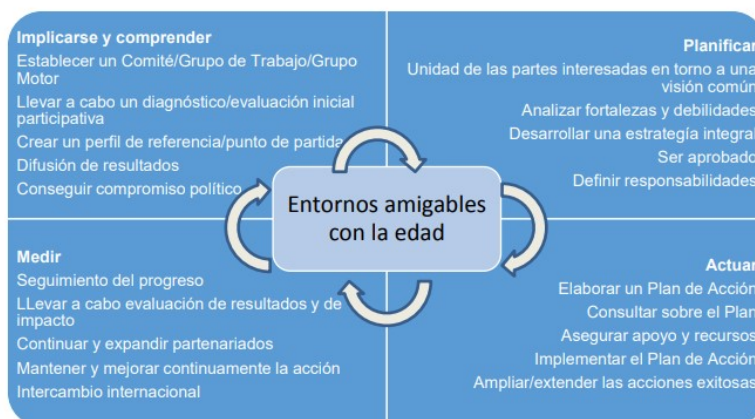 Implicarse y comprender
Establecer un Comité/Grupo de Trabajo/Grupo
Motor
Llevar a cabo un diagnóstico/evaluación inicial
participativa
Crear un perfil de referencia/punto de partida
Difusión de resultados
Conseguir compromiso político
Planificar
Unidad de las partes interesadas en torno a una
visión común
Analizar fortalezas y debilidades
Desarrollar una estrategía integral
Ser aprobado
Definir responsabilidades
Entornos amigables
con la edad
Medir
Seguimiento del progreso
LLevar a cabo evaluación de resultados y de
impacto
Continuar y expandir partenariados
Mantener y mejorar continuamente la acción
Intercambio internacional
Actuar
Elaborar un Plan de Acción
Consultar sobre el Plan
Asegurar apoyo y recursos
Implementar el Plan de Acción
Ampliar/extender las acciones exitosas